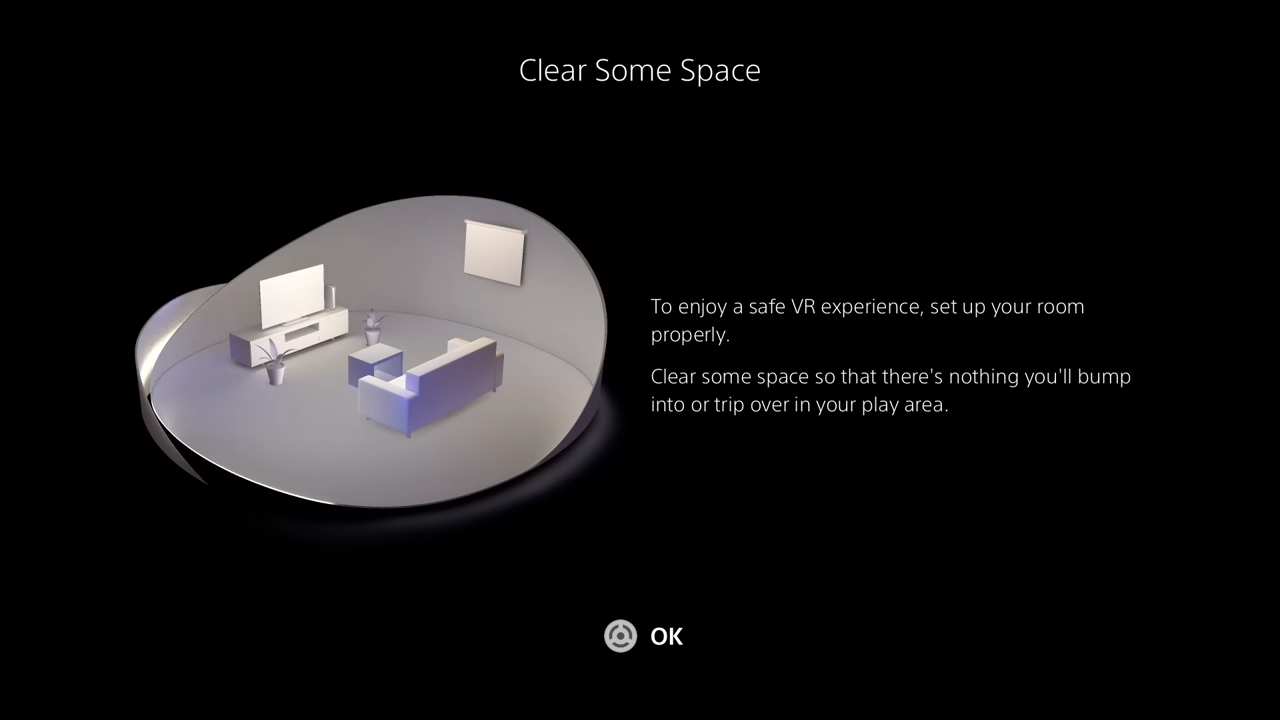 Clear Some Space
To enjoy a safe VR experience, set up your room
properly.
Clear some space so that there's nothing you'll bump
into or trip over in your play area.
OK